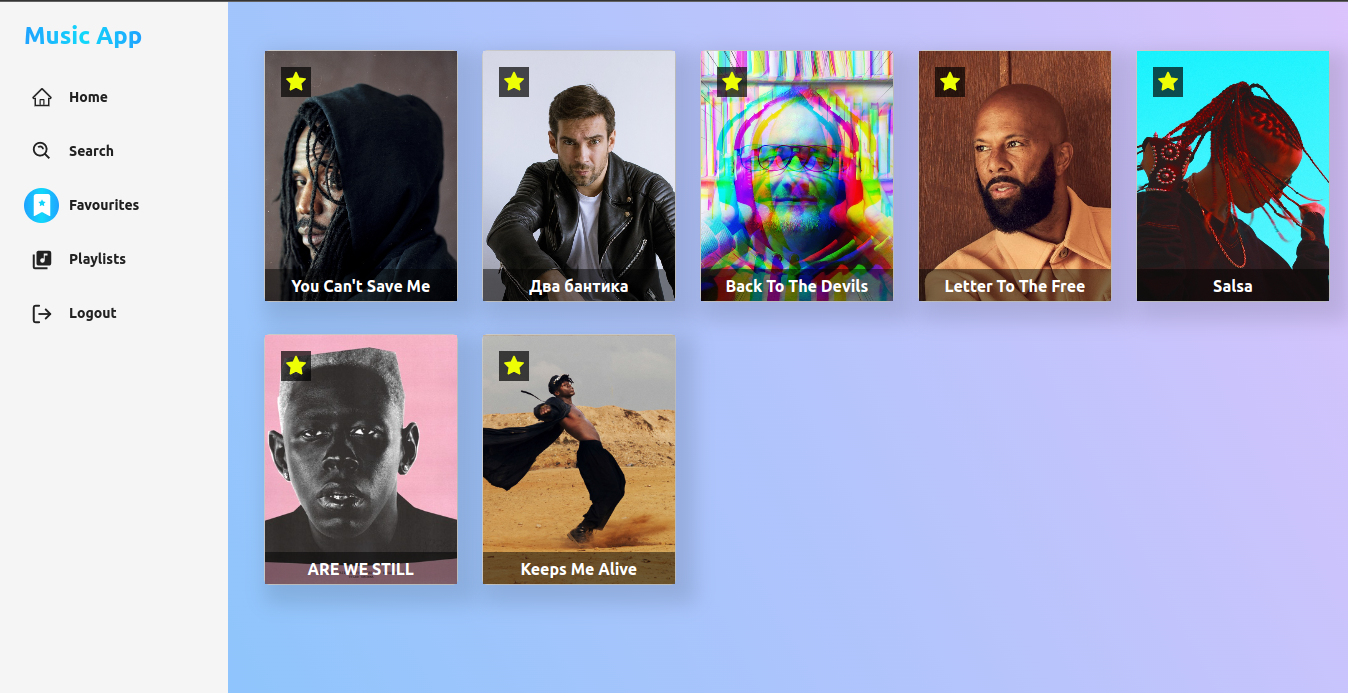 Music App
Home
Search
Favourites
Playlists
Logout
You Can't Save Me
Два бантика
Back To The Devils
Letter To The Free
Salsa
ARE WE STILL
Keeps Me Alive